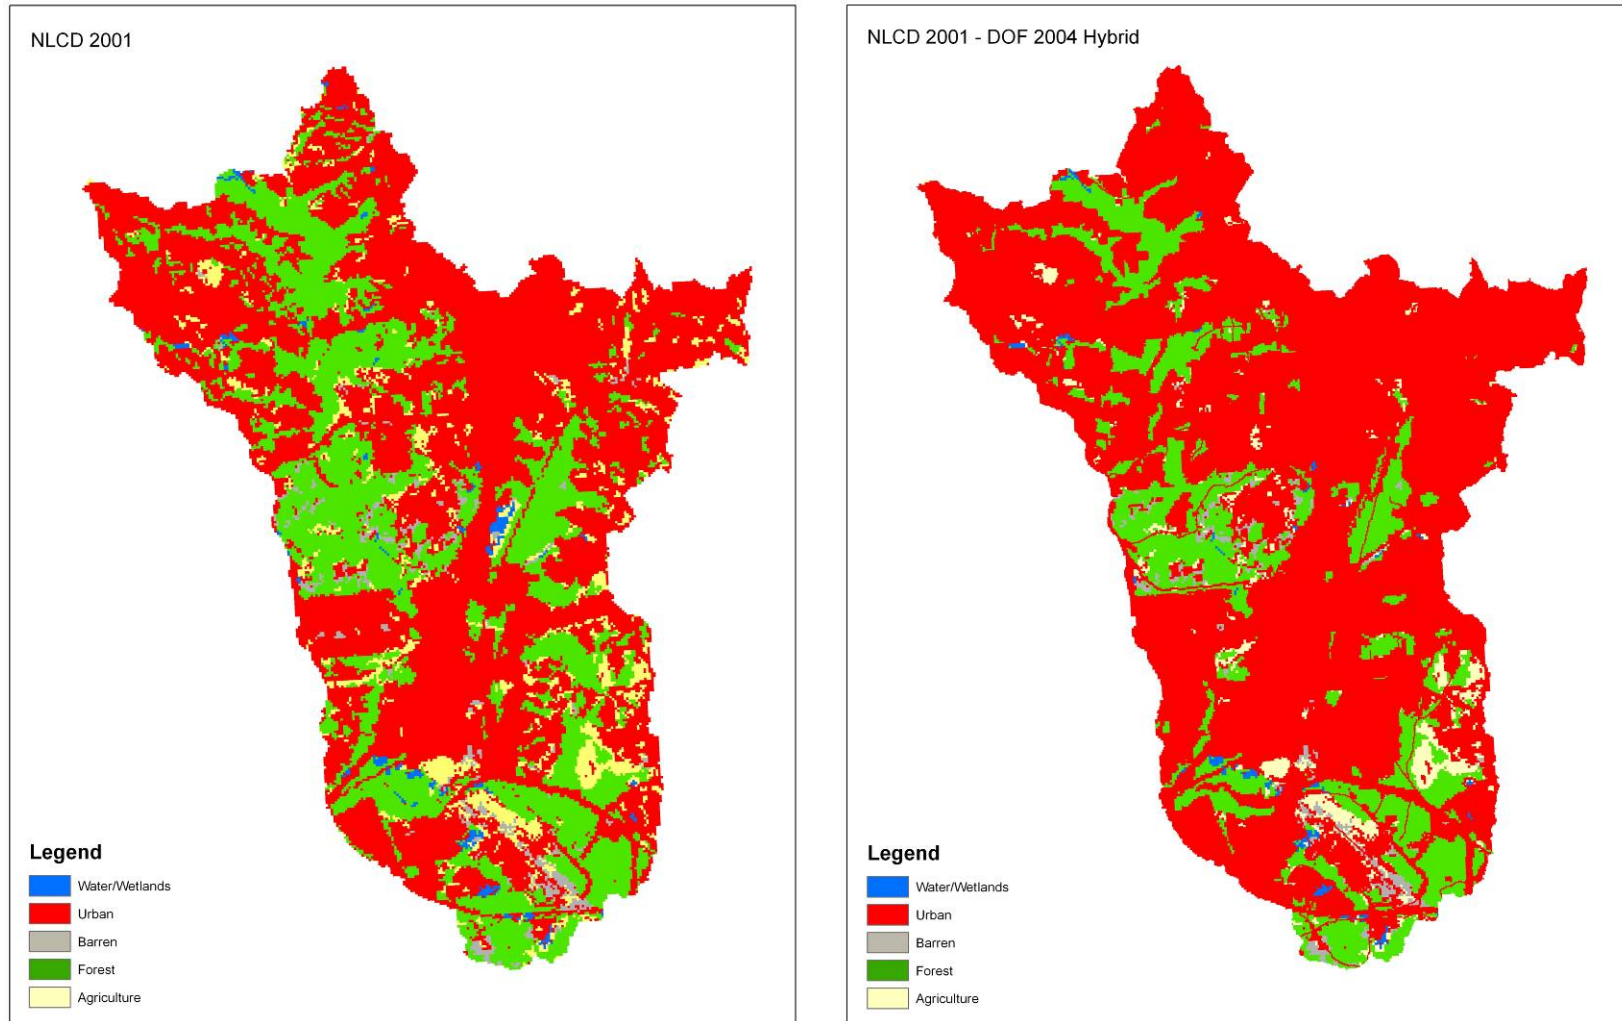 NLCD 2001
Legend
Water/Wetlands
Urban
Barren
Forest
Agriculture
NLCD 2001 - DOF 2004 Hybrid
Legend
Water/Wetlands
Urban
Barren
Forest
Agriculture